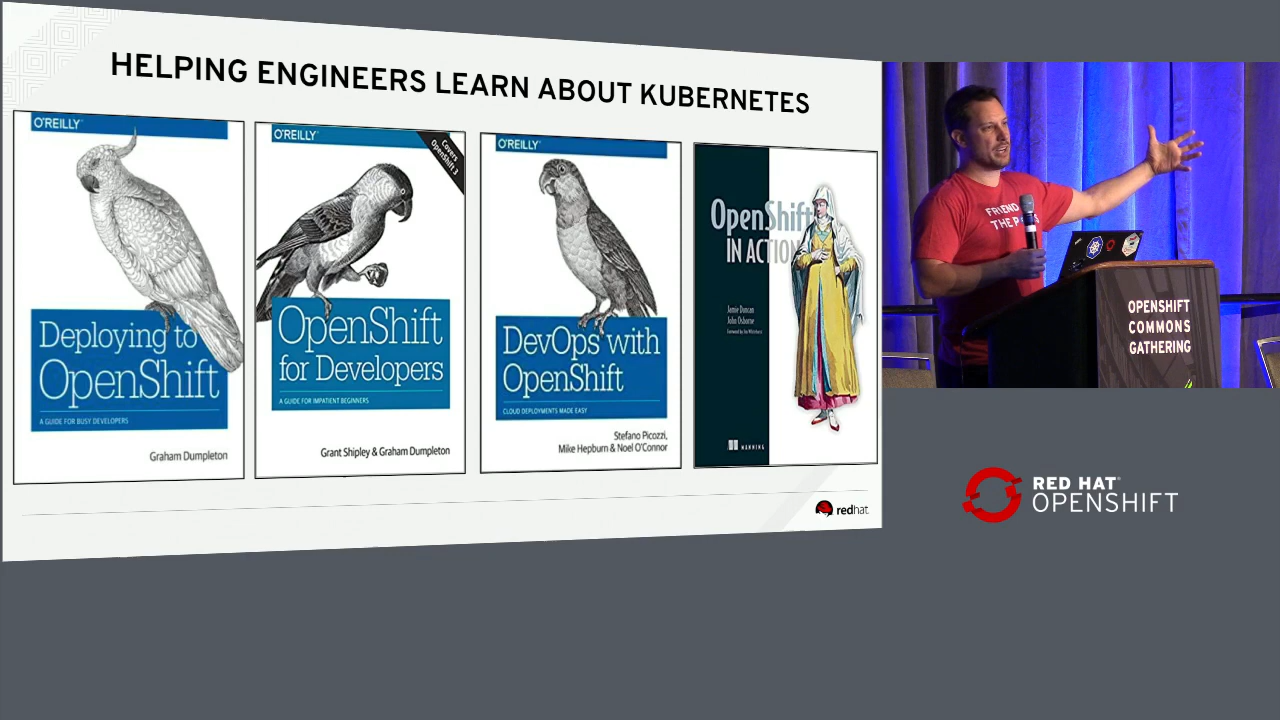 HELPING ENGINEERS LEARN ABOUT KUBERNETES
O'REILLY
Deploying to
OpenShift
A GUIDE FOR BUSY DEVELOPERS
Graham Dumpleton
O'REILLY
Covers
OpenShift 3
OpenShift
for Developers
A GUIDE FOR IMPATIENT BEGINNERS
Grant Shipley & Graham Dumpleton
O'REILLY
DevOps with
OpenShift
CLOUD DEPLOYMENTS MADE EASY
Stefano Picozzi,
Mike Hepburn & Noel O'Connor
OpenShift
IN ACTION
Jamie Duncan
John Osborne
MANNING
redhat.
FRIEND
THE
OPENSHIFT
COMMONS
GATHERING
RED HAT
OPENSHIFT